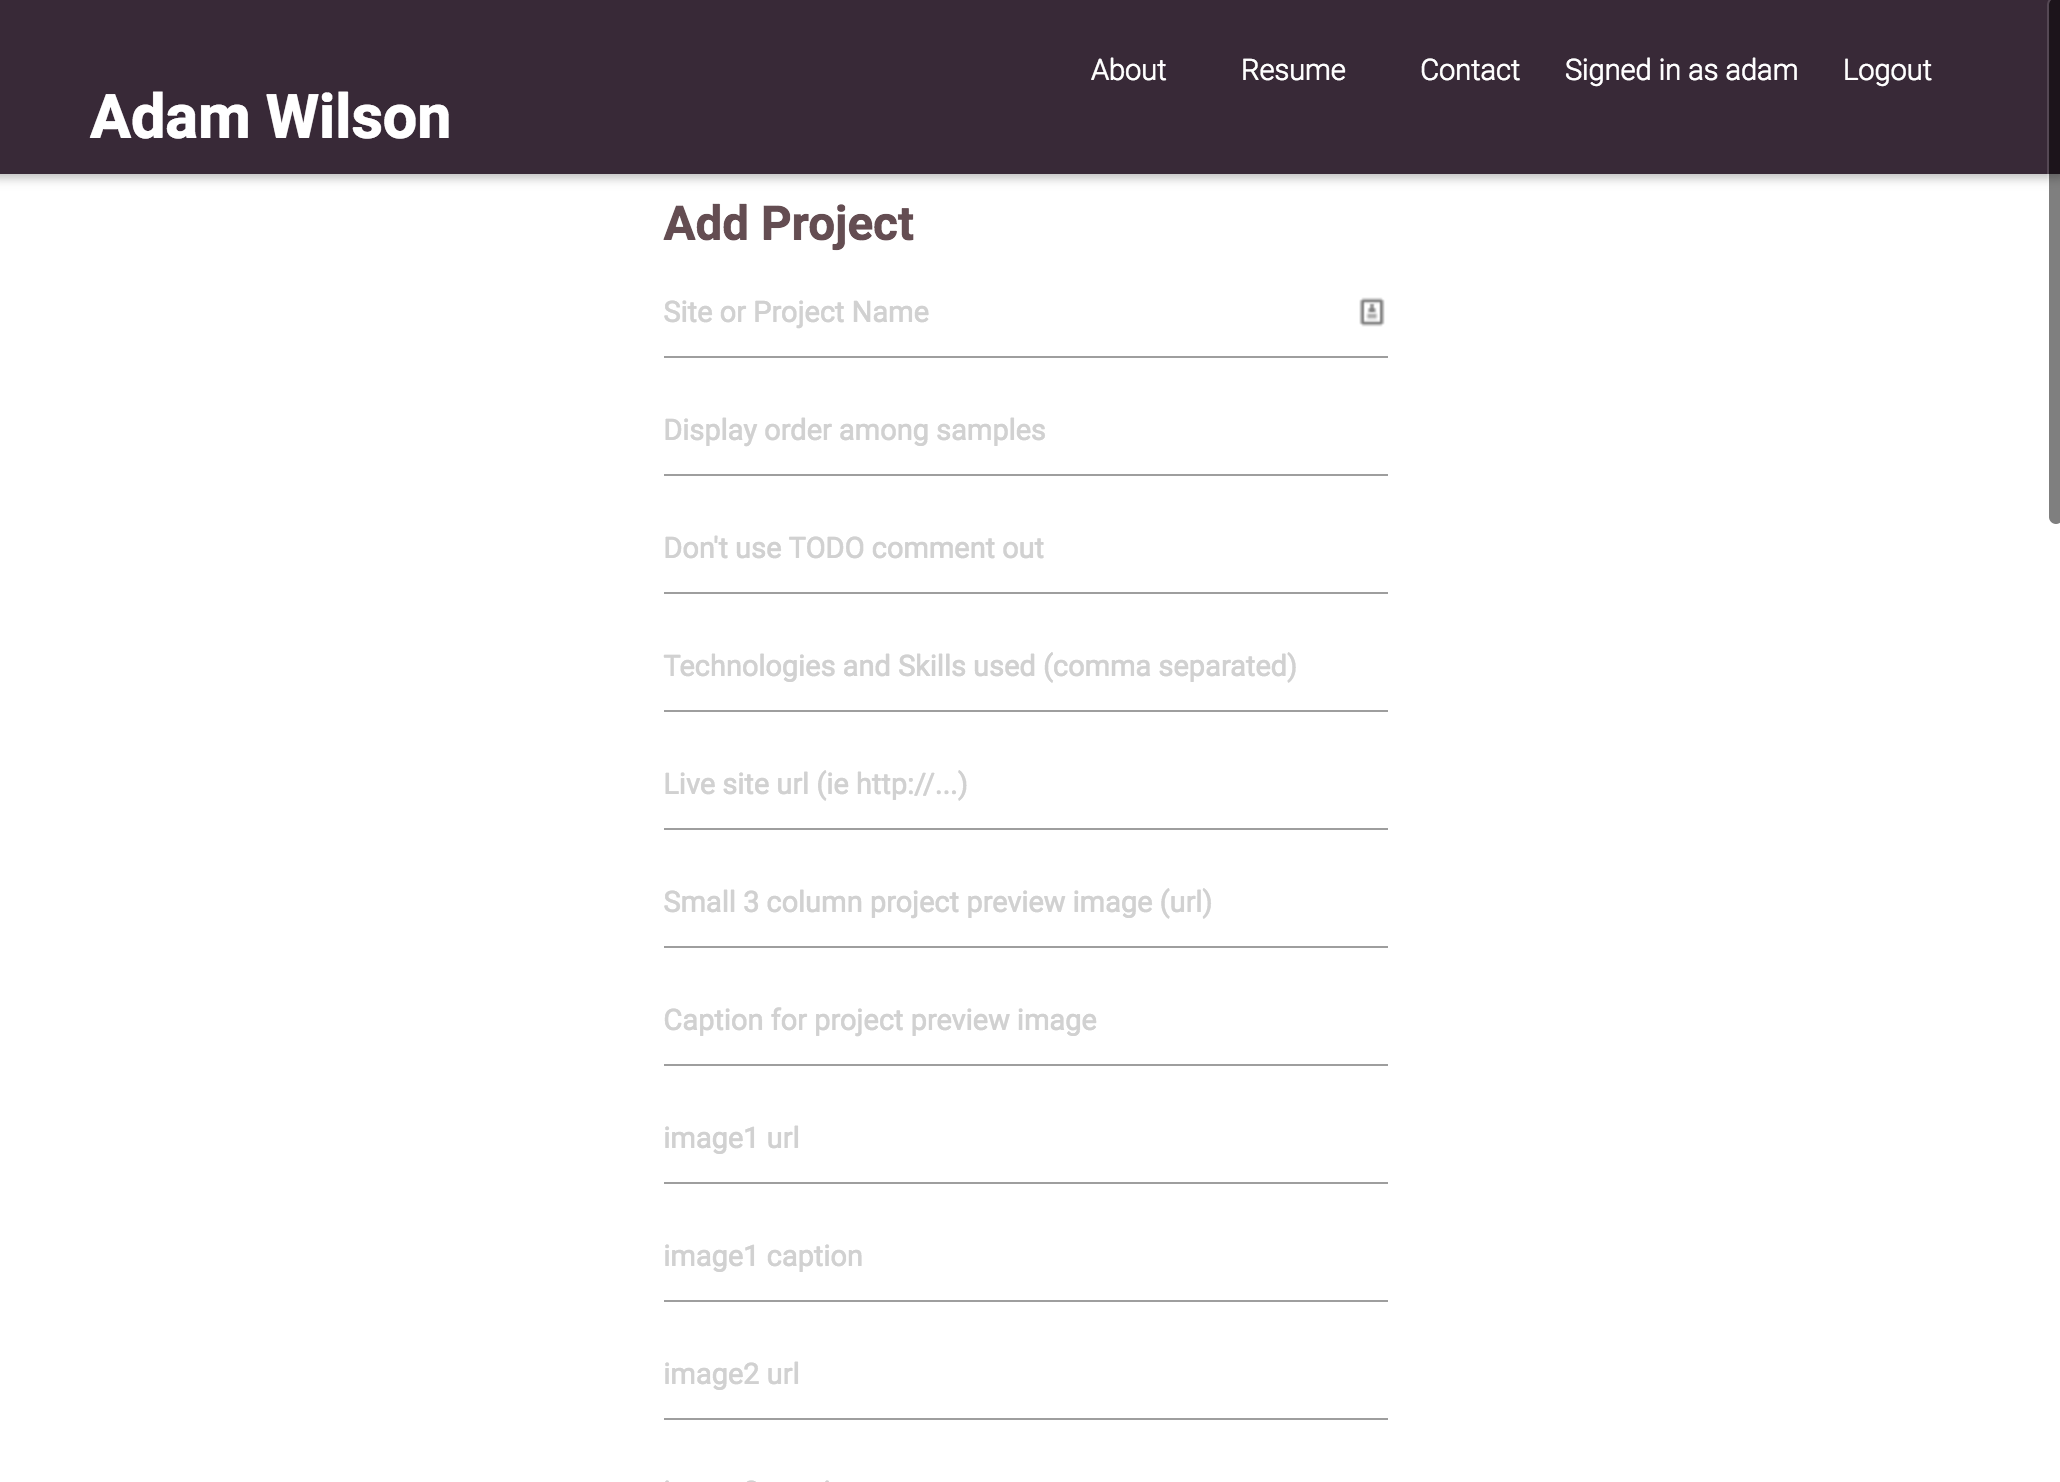 About Resume Contact Signed in as adam Logout
Adam Wilson
Add Project
Site or Project Name
Display order among samples
Don't use TODO comment out
Technologies and Skills used (comma separated)
Live site url (ie http://...)
Small 3 column project preview image (url)
Caption for project preview image
image1 url
image1 caption
image2 url